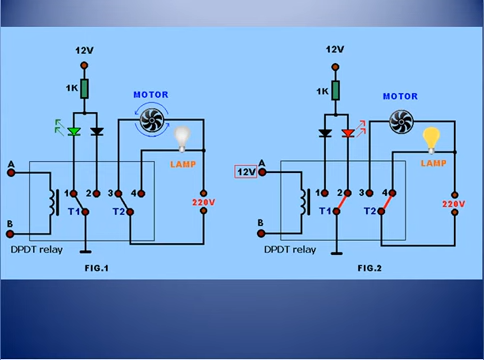 12V
1K
MOTOR
LAMP
A
1 2 3 4
T1 T2
220V
B
DPDT relay
FIG.1
12V
1K
MOTOR
LAMP
A
12V
1 2 3 4
T1 T2
220V
B
DPDT relay
FIG.2